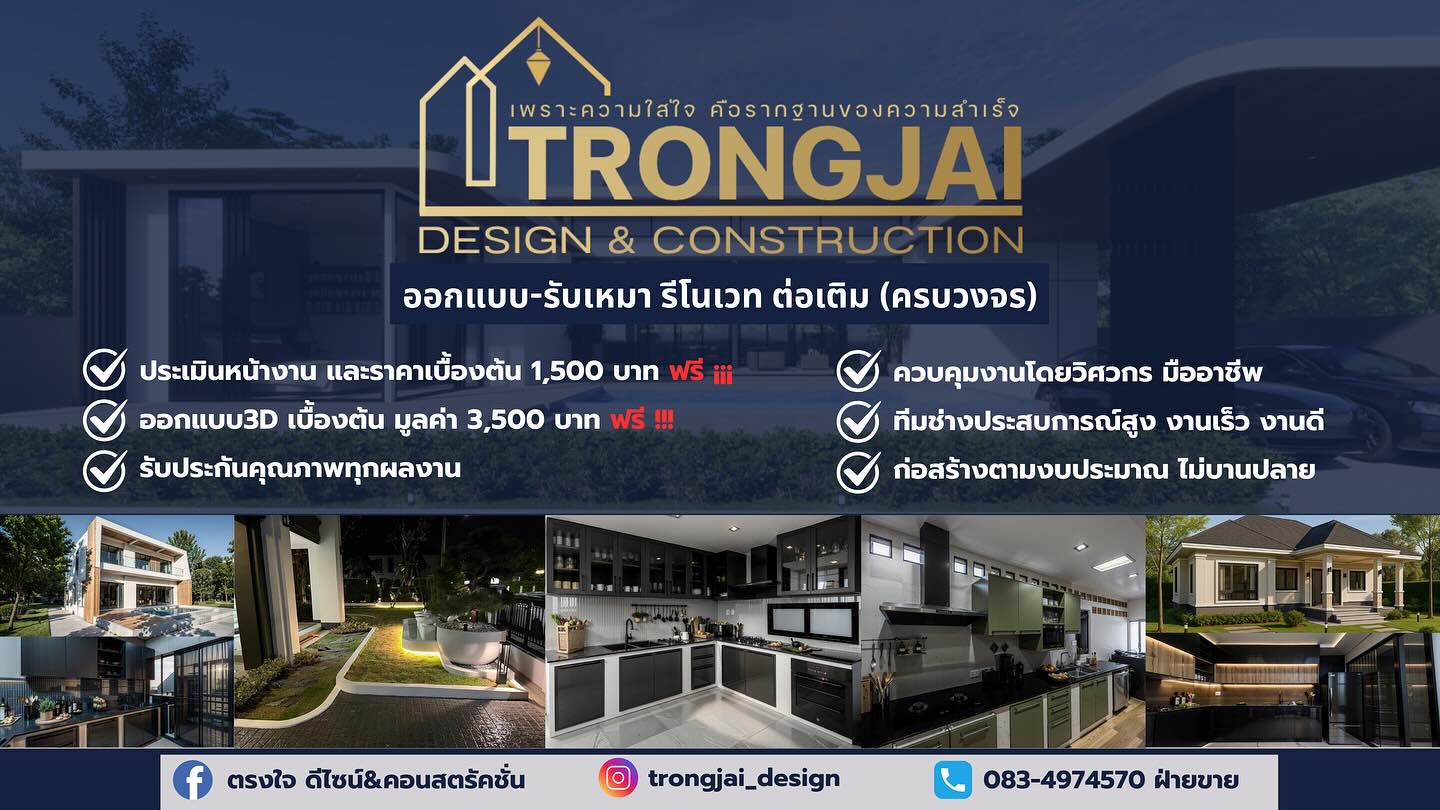 เพราะความใส่ใจ คือรากฐานของความสำเร็จ
TRONGJAI
DESIGN & CONSTRUCTION
ออกแบบ-รับเหมา รีโนเวท ต่อเติม (ครบวงจร)
ประเมินหน้างาน และราคาเบื้องต้น 1,500 บาท ฟรี ¡¡¡
ออกแบบ3D เบื้องต้น มูลค่า 3,500 บาท ฟรี !!!
รับประกันคุณภาพทุกผลงาน
ควบคุมงานโดยวิศวกร มืออาชีพ
ทีมช่างประสบการณ์สูง งานเร็ว งานดี
ก่อสร้างตามงบประมาณ ไม่บานปลาย
ตรงใจ ดีไซน์&คอนสตรัคชั่น
trongjai_design
083-4974570 ฝ่ายขาย